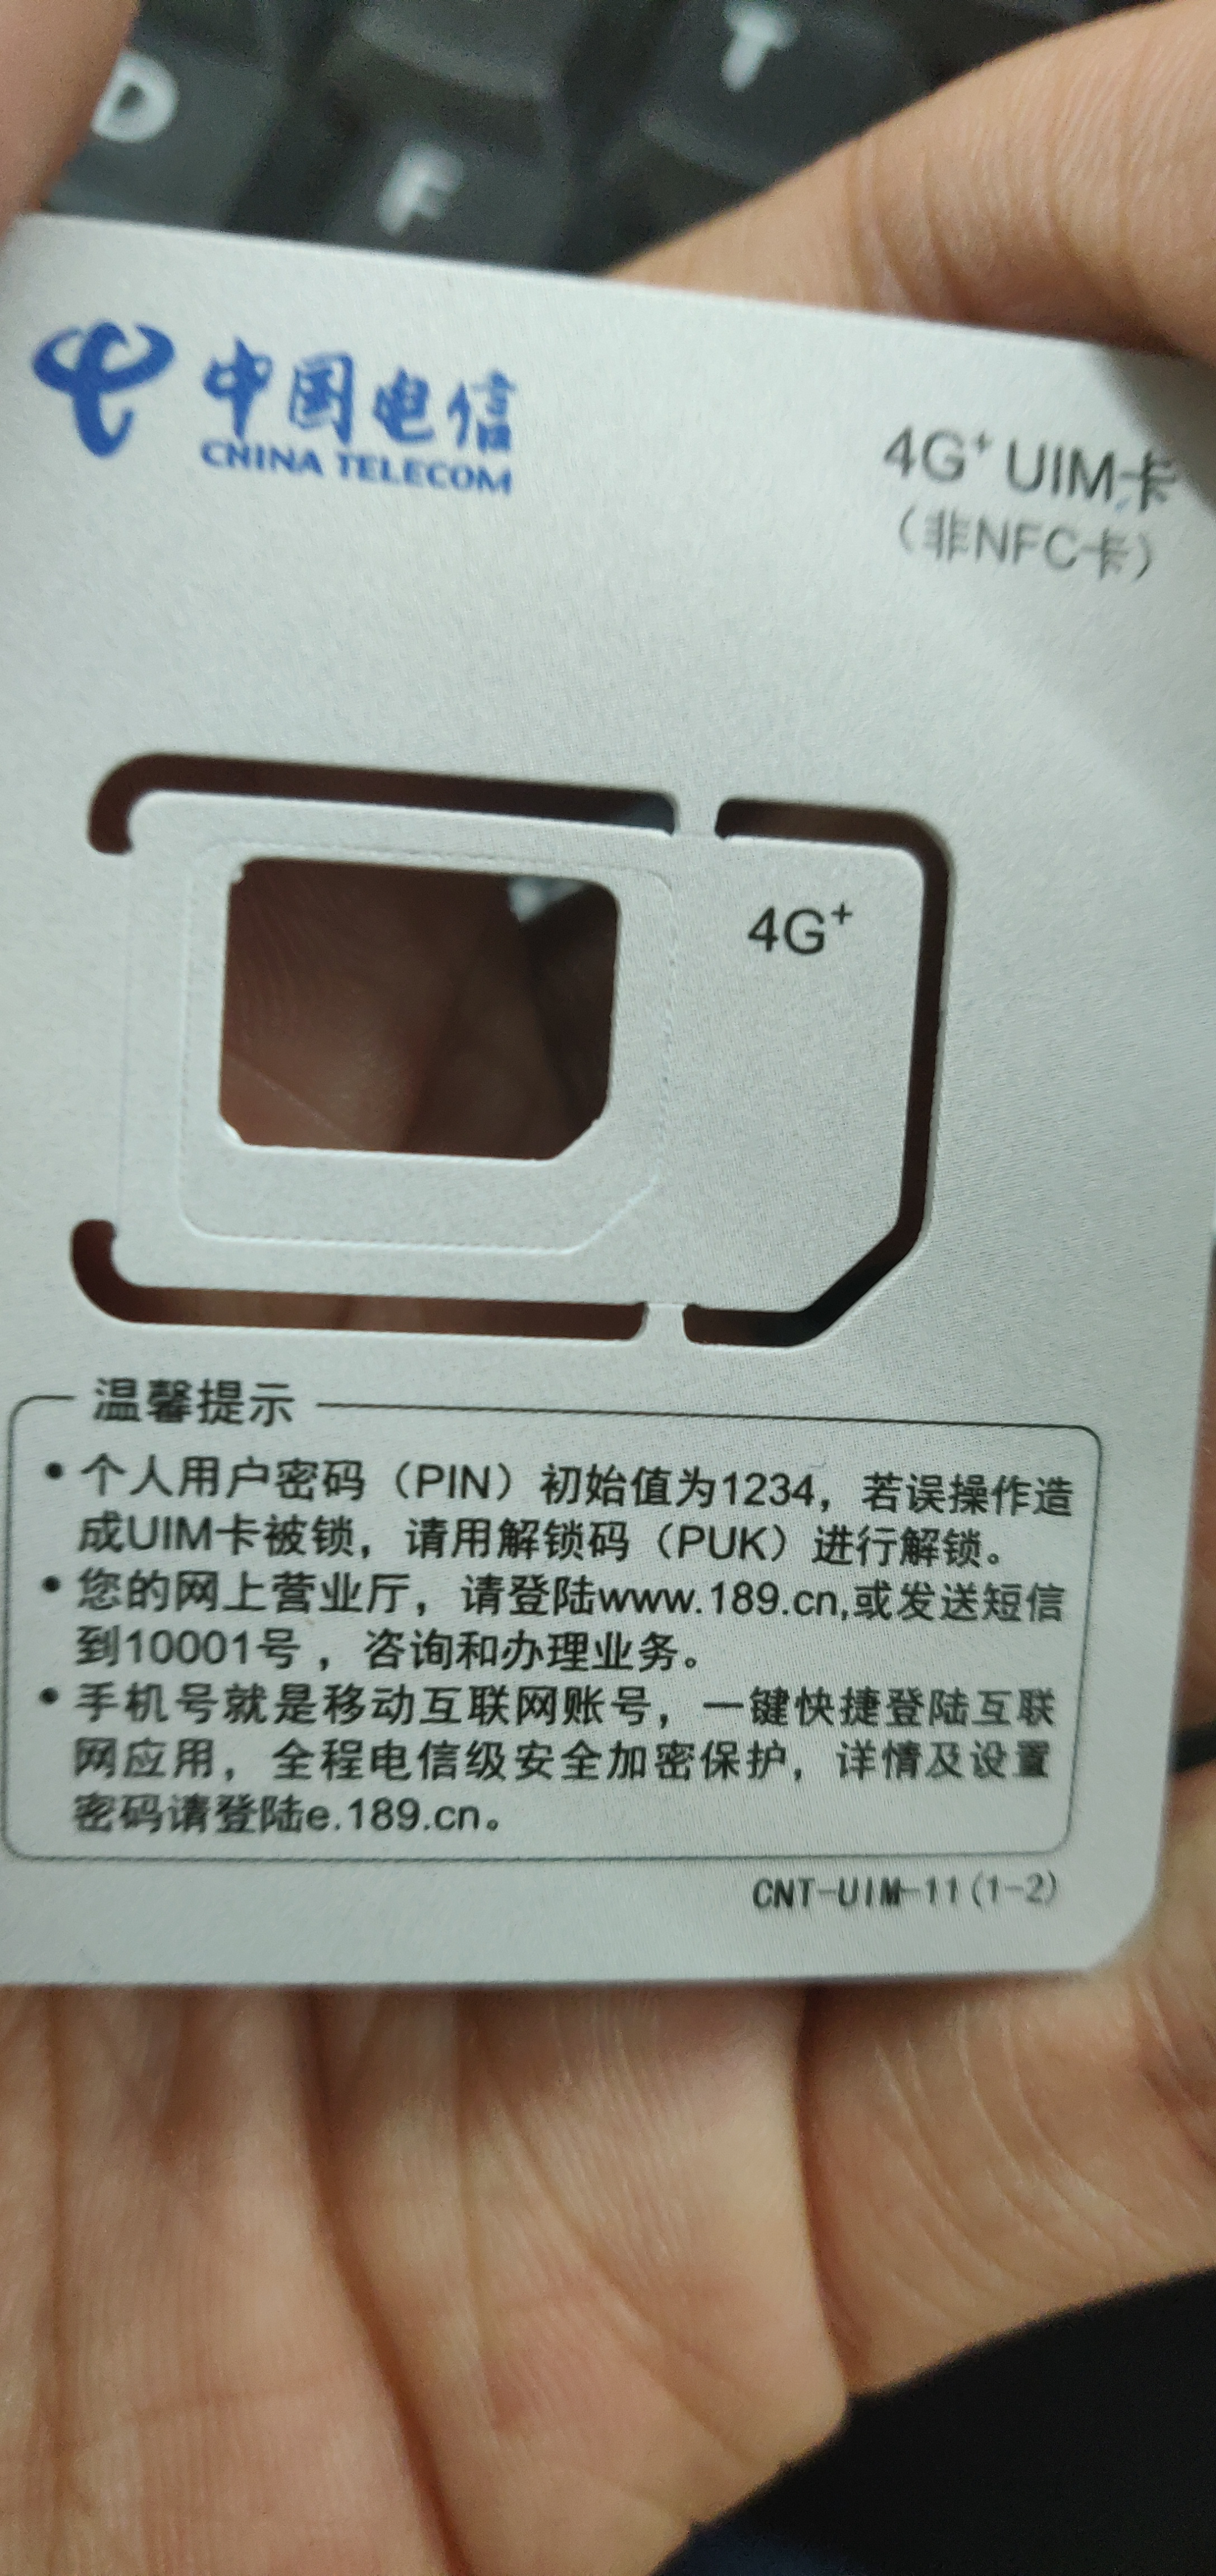 D
F
T
中国电信
CHINA TELECOM
4G⁺ UIM卡
（非NFC卡）
4G⁺
温馨提示
•个人用户密码（PIN）初始值为1234，若误操作造
成UIM卡被锁，请用解锁码（PUK）进行解锁。
•您的网上营业厅，请登陆www.189.cn,或发送短信
到10001号，咨询和办理业务。
•手机号就是移动互联网账号，一键快捷登陆互联
网应用，全程电信级安全加密保护，详情及设置
密码请登陆e.189.cn。
CNT-UIM-11(1-2)